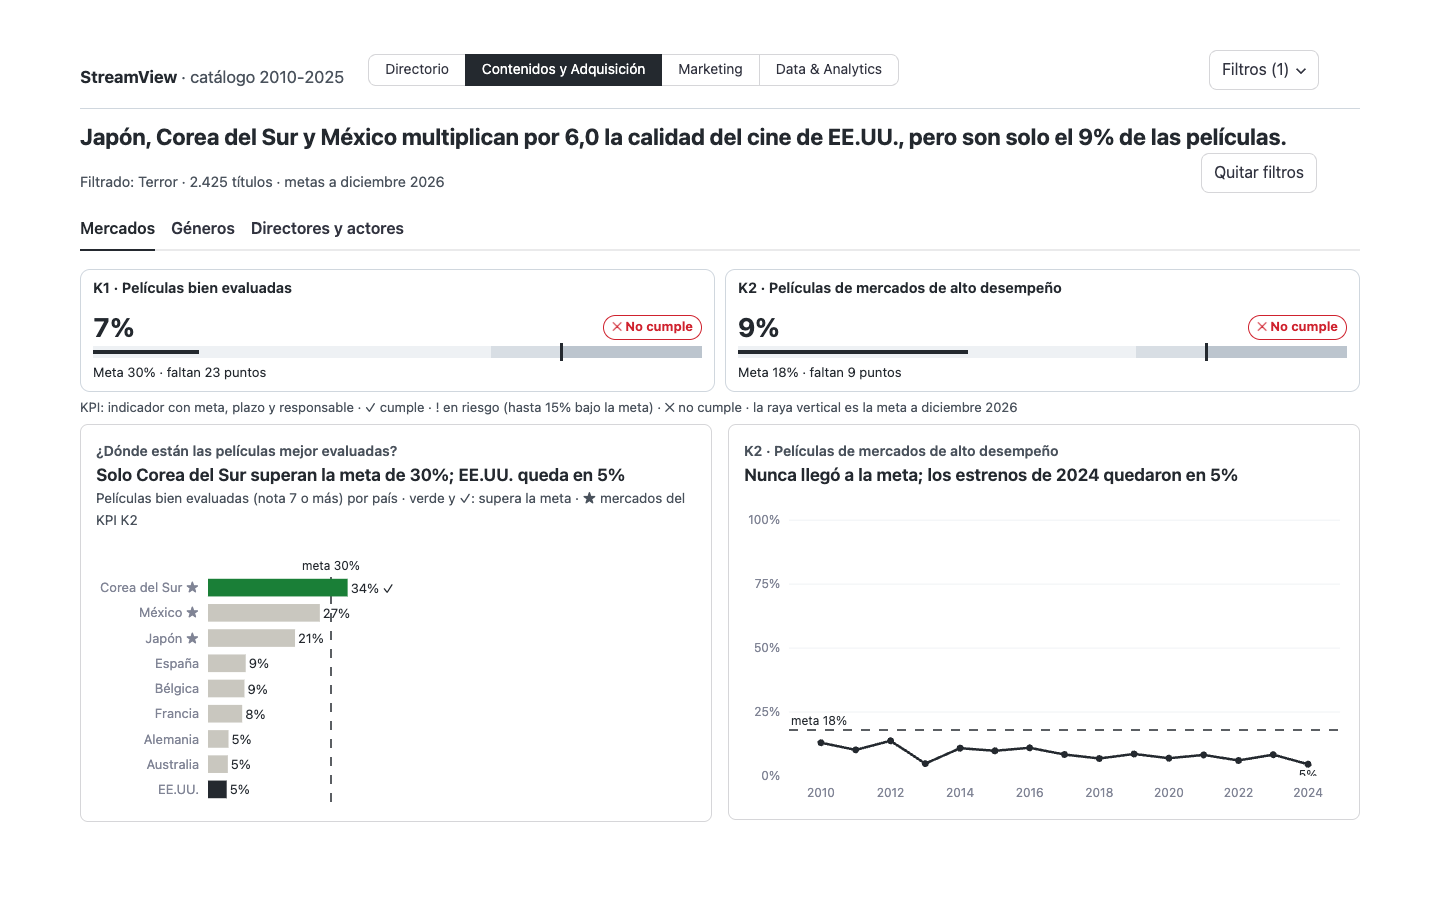 StreamView · catálogo 2010-2025
Directorio
Contenidos y Adquisición
Marketing
Data & Analytics
Filtros (1)
Japón, Corea del Sur y México multiplican por 6,0 la calidad del cine de EE.UU., pero son solo el 9% de las películas.
Filtrado: Terror · 2.425 títulos · metas a diciembre 2026
Quitar filtros
Mercados
Géneros
Directores y actores
K1 · Películas bien evaluadas
7%
✕ No cumple
Meta 30% · faltan 23 puntos
K2 · Películas de mercados de alto desempeño
9%
✕ No cumple
Meta 18% · faltan 9 puntos
KPI: indicador con meta, plazo y responsable · ✓ cumple · ! en riesgo (hasta 15% bajo la meta) · ✕ no cumple · la raya vertical es la meta a diciembre 2026
¿Dónde están las películas mejor evaluadas?
Solo Corea del Sur superan la meta de 30%; EE.UU. queda en 5%
Películas bien evaluadas (nota 7 o más) por país · verde y ✓: supera la meta · ★ mercados del
KPI K2
meta 30%
Corea del Sur ★ 34% ✓
México ★ 27%
Japón ★ 21%
España 9%
Bélgica 9%
Francia 8%
Alemania 5%
Australia 5%
EE.UU. 5%
K2 · Películas de mercados de alto desempeño
Nunca llegó a la meta; los estrenos de 2024 quedaron en 5%
100%
75%
50%
25%
meta 18%
0%
5%
2010 2012 2014 2016 2018 2020 2022 2024